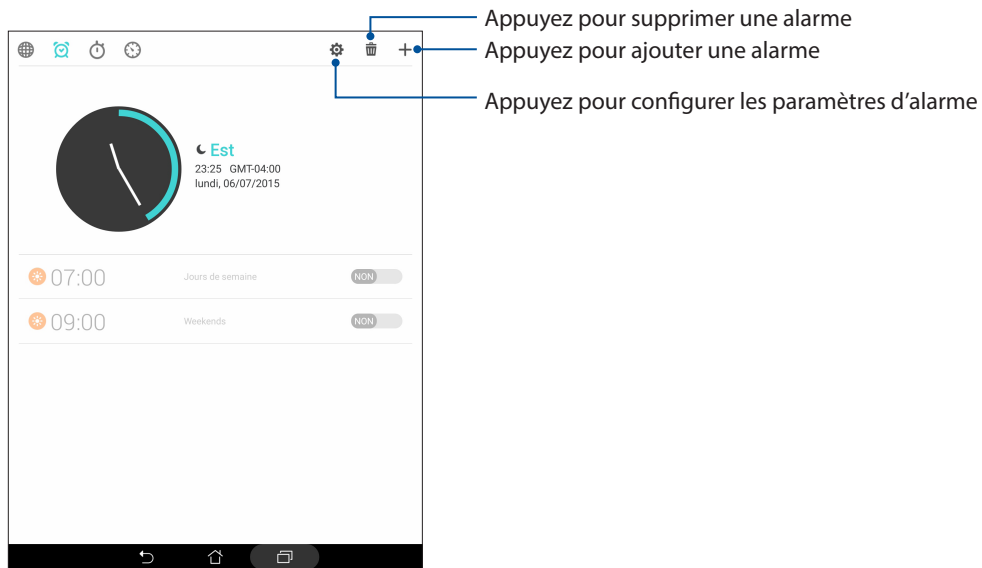 Appuyez pour supprimer une alarme
Appuyez pour ajouter une alarme
Appuyez pour configurer les paramètres d’alarme
Est
23:25 GMT-04:00
lundi, 06/07/2015
07:00 Jours de semaine NON
09:00 Weekends NON